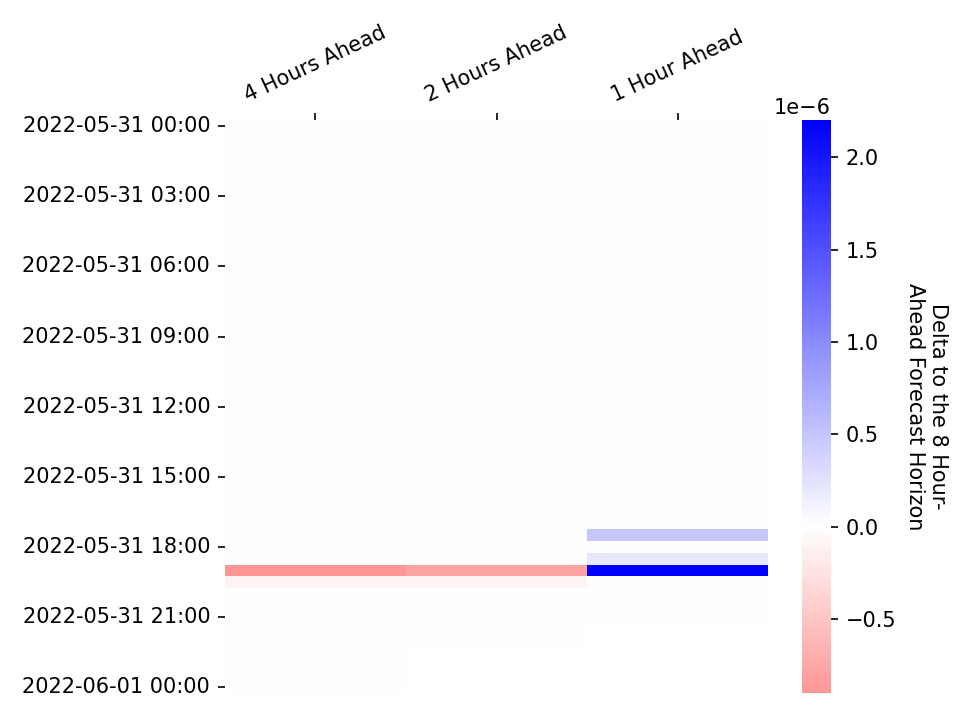 4 Hours Ahead
2 Hours Ahead
1 Hour Ahead
1e−6
2022-05-31 00:00
2022-05-31 03:00
2022-05-31 06:00
2022-05-31 09:00
2022-05-31 12:00
2022-05-31 15:00
2022-05-31 18:00
2022-05-31 21:00
2022-06-01 00:00
2.0
1.5
1.0
0.5
0.0
−0.5
Delta to the 8 Hour-
Ahead Forecast Horizon